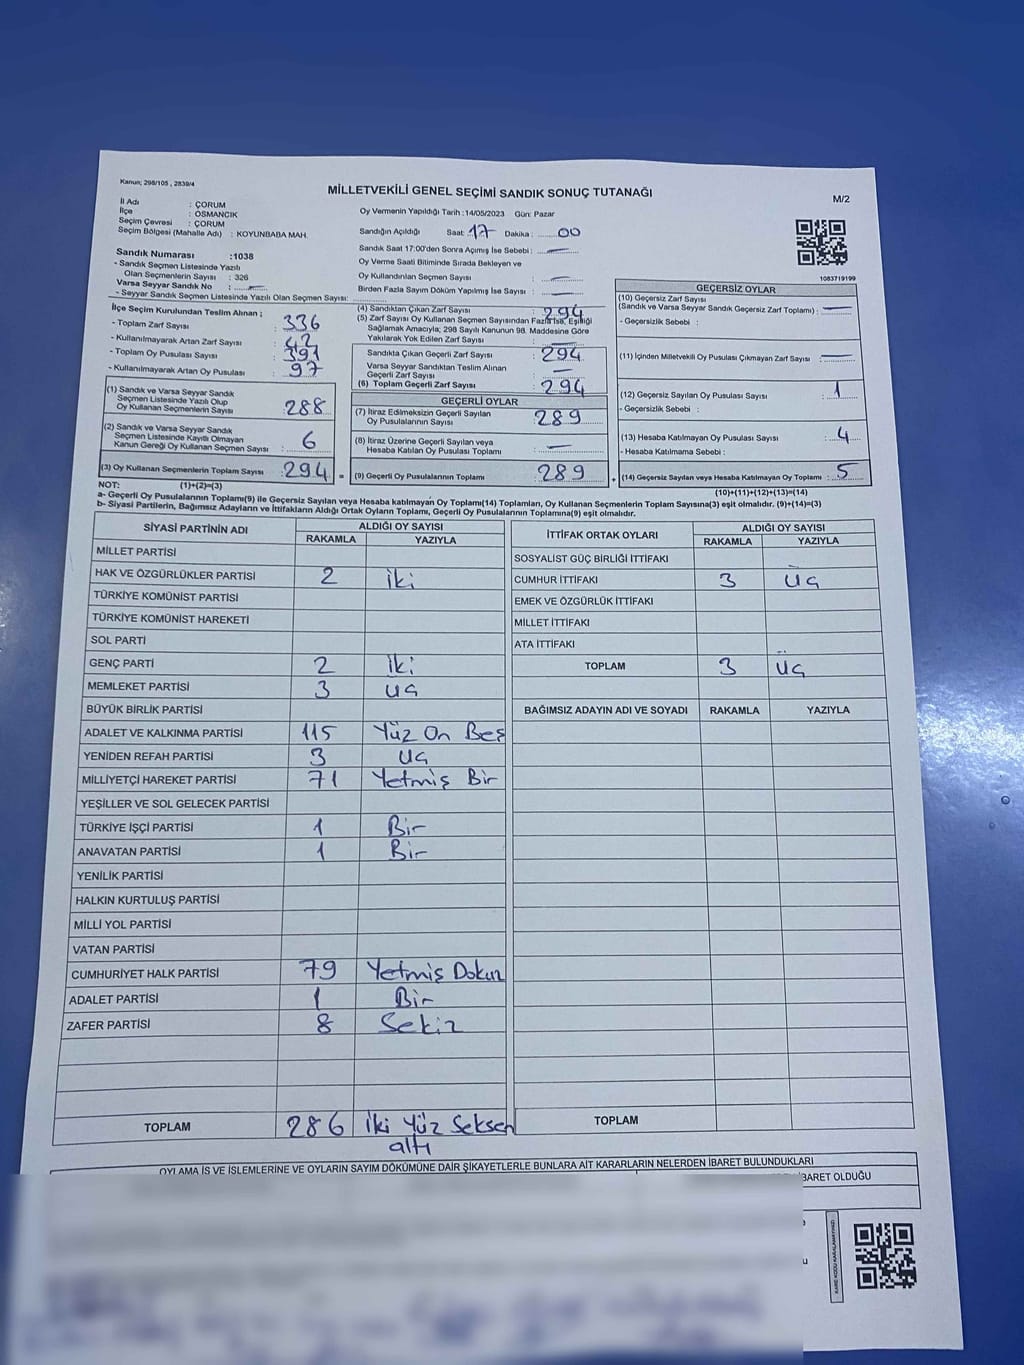 Kanun; 298/105 , 2839/4
MİLLETVEKİLİ GENEL SEÇİMİ SANDIK SONUÇ TUTANAĞI
M/2
İl Adı : ÇORUM
İlçe : OSMANCIK
Seçim Çevresi : ÇORUM
Seçim Bölgesi (Mahalle Adı) : KOYUNBABA MAH.
Sandık Numarası :1038
- Sandık Seçmen Listesinde Yazılı
Olan Seçmenlerin Sayısı : 326
Varsa Seyyar Sandık No :
- Seyyar Sandık Seçmen Listesinde Yazılı Olan Seçmen Sayısı:
Oy Vermenin Yapıldığı Tarih :14/05/2023 Gün: Pazar
Sandığın Açıldığı Saat :17 Dakika : 00
Sandık Saat 17:00'den Sonra Açımış İse Sebebi :
Oy Verme Saati Bitiminde Sırada Bekleyen ve
Oy Kullandırılan Seçmen Sayısı :
Birden Fazla Sayım Döküm Yapılmış İse Sayısı :
1083719199
İlçe Seçim Kurulundan Teslim Alınan ;
- Toplam Zarf Sayısı : 336
- Kullanılmayarak Artan Zarf Sayısı : 42
- Toplam Oy Pusulası Sayısı : 391
- Kullanılmayarak Artan Oy Pusulası : 97
(1) Sandık ve Varsa Seyyar Sandık
Seçmen Listesinde Yazılı Olup
Oy Kullanan Seçmenlerin Sayısı : 288
(2) Sandık ve Varsa Seyyar Sandık
Seçmen Listesinde Kayıtlı Olmayan
Kanun Gereği Oy Kullanan Seçmen Sayısı : 6
(3) Oy Kullanan Seçmenlerin Toplam Sayısı : 294 =
(4) Sandıktan Çıkan Zarf Sayısı : 294
(5) Zarf Sayısı Oy Kullanan Seçmen Sayısından Fazla İse, Eşitliği
Sağlamak Amacıyla; 298 Sayılı Kanunun 98. Maddesine Göre
Yakılarak Yok Edilen Zarf Sayısı :
Sandıkta Çıkan Geçerli Zarf Sayısı : 294
Varsa Seyyar Sandıktan Teslim Alınan
Geçerli Zarf Sayısı :
(6) Toplam Geçerli Zarf Sayısı : 294
GEÇERLİ OYLAR
(7) İtiraz Edilmeksizin Geçerli Sayılan
Oy Pusulalarının Sayısı : 289
(8) İtiraz Üzerine Geçerli Sayılan veya
Hesaba Katılan Oy Pusulası Toplamı :
(9) Geçerli Oy Pusulalarının Toplamı : 289 +
GEÇERSİZ OYLAR
(10) Geçersiz Zarf Sayısı
(Sandık ve Varsa Seyyar Sandık Geçersiz Zarf Toplamı) :
- Geçersizlik Sebebi :
(11) İçinden Milletvekili Oy Pusulası Çıkmayan Zarf Sayısı :
(12) Geçersiz Sayılan Oy Pusulası Sayısı : 1
- Geçersizlik Sebebi :
(13) Hesaba Katılmayan Oy Pusulası Sayısı : 4
- Hesaba Katılmama Sebebi :
(14) Geçersiz Sayılan veya Hesaba Katılmayan Oy Toplamı : 5
NOT: (1)+(2)=(3) (10)+(11)+(12)+(13)=(14)
a- Geçerli Oy Pusulalarının Toplamı(9) ile Geçersiz Sayılan veya Hesaba katılmayan Oy Toplamı(14) Toplamları, Oy Kullanan Seçmenlerin Toplam Sayısına(3) eşit olmalıdır. (9)+(14)=(3)
b- Siyasi Partilerin, Bağımsız Adayların ve İttifakların Aldığı Ortak Oyların Toplamı, Geçerli Oy Pusulalarının Toplamına(9) eşit olmalıdır.
SİYASİ PARTİNİN ADI ALDIĞI OY SAYISI
RAKAMLA YAZIYLA
MİLLET PARTİSİ
HAK VE ÖZGÜRLÜKLER PARTİSİ 2 iki
TÜRKİYE KOMÜNİST PARTİSİ
TÜRKİYE KOMÜNİST HAREKETİ
SOL PARTİ
GENÇ PARTİ 2 iki
MEMLEKET PARTİSİ 3 üç
BÜYÜK BİRLİK PARTİSİ
ADALET VE KALKINMA PARTİSİ 115 Yüz On Beş
YENİDEN REFAH PARTİSİ 3 üç
MİLLİYETÇİ HAREKET PARTİSİ 71 Yetmiş Bir
YEŞİLLER VE SOL GELECEK PARTİSİ
TÜRKİYE İŞÇİ PARTİSİ 1 Bir
ANAVATAN PARTİSİ 1 Bir
YENİLİK PARTİSİ
HALKIN KURTULUŞ PARTİSİ
MİLLİ YOL PARTİSİ
VATAN PARTİSİ
CUMHURİYET HALK PARTİSİ 79 Yetmiş Dokuz
ADALET PARTİSİ 1 Bir
ZAFER PARTİSİ 8 Sekiz
TOPLAM 286 iki Yüz Seksen
altı
İTTİFAK ORTAK OYLARI ALDIĞI OY SAYISI
RAKAMLA YAZIYLA
SOSYALİST GÜÇ BİRLİĞİ İTTİFAKI
CUMHUR İTTİFAKI 3 üç
EMEK VE ÖZGÜRLÜK İTTİFAKI
MİLLET İTTİFAKI
ATA İTTİFAKI
TOPLAM 3 üç
BAĞIMSIZ ADAYIN ADI VE SOYADI RAKAMLA YAZIYLA
TOPLAM
OYLAMA İŞ VE İŞLEMLERİNE VE OYLARIN SAYIM DÖKÜMÜNE DAİR ŞİKAYETLERLE BUNLARA AİT KARARLARIN NELERDEN İBARET BULUNDUKLARI
BARET OLDUĞU
KARE KODU KARALAMAYINIZ!